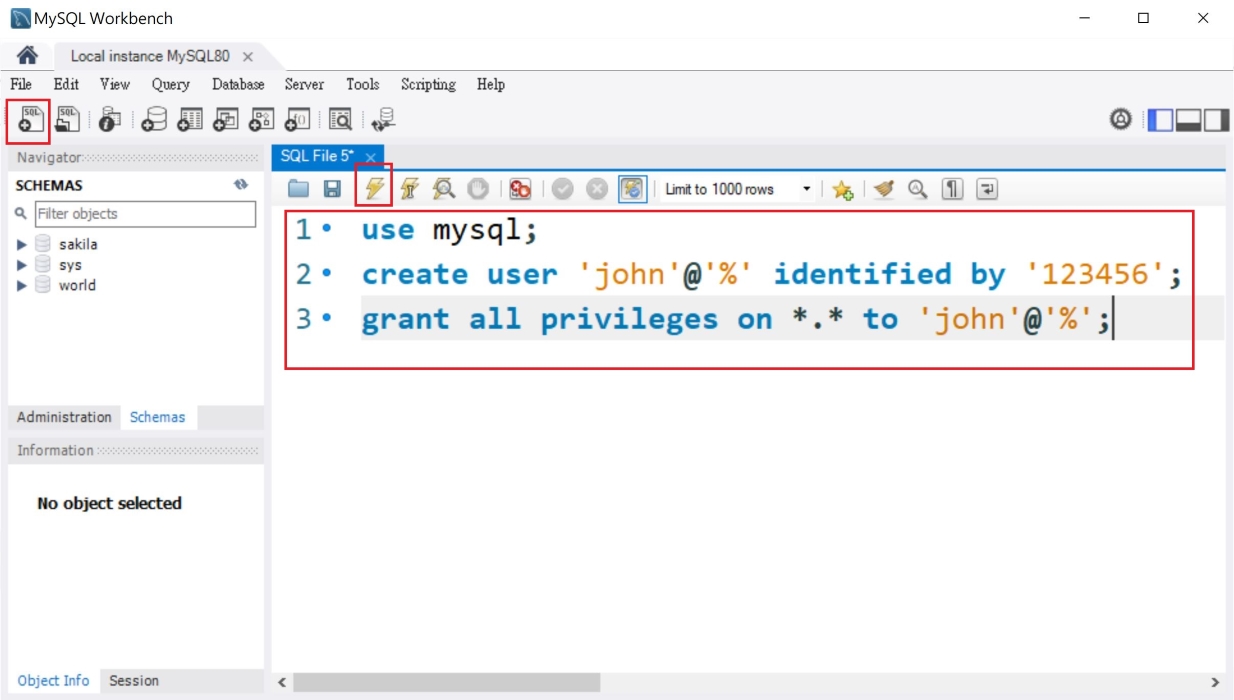 MySQL Workbench
Local instance MySQL80
File Edit View Query Database Server Tools Scripting Help
SQL SQL
Navigator
SQL File 5*
SCHEMAS
Limit to 1000 rows
Filter objects
sakila
sys
world
1 use mysql;
2 create user 'john'@'%' identified by '123456';
3 grant all privileges on *.* to 'john'@'%';
Administration Schemas
Information
No object selected
Object Info Session